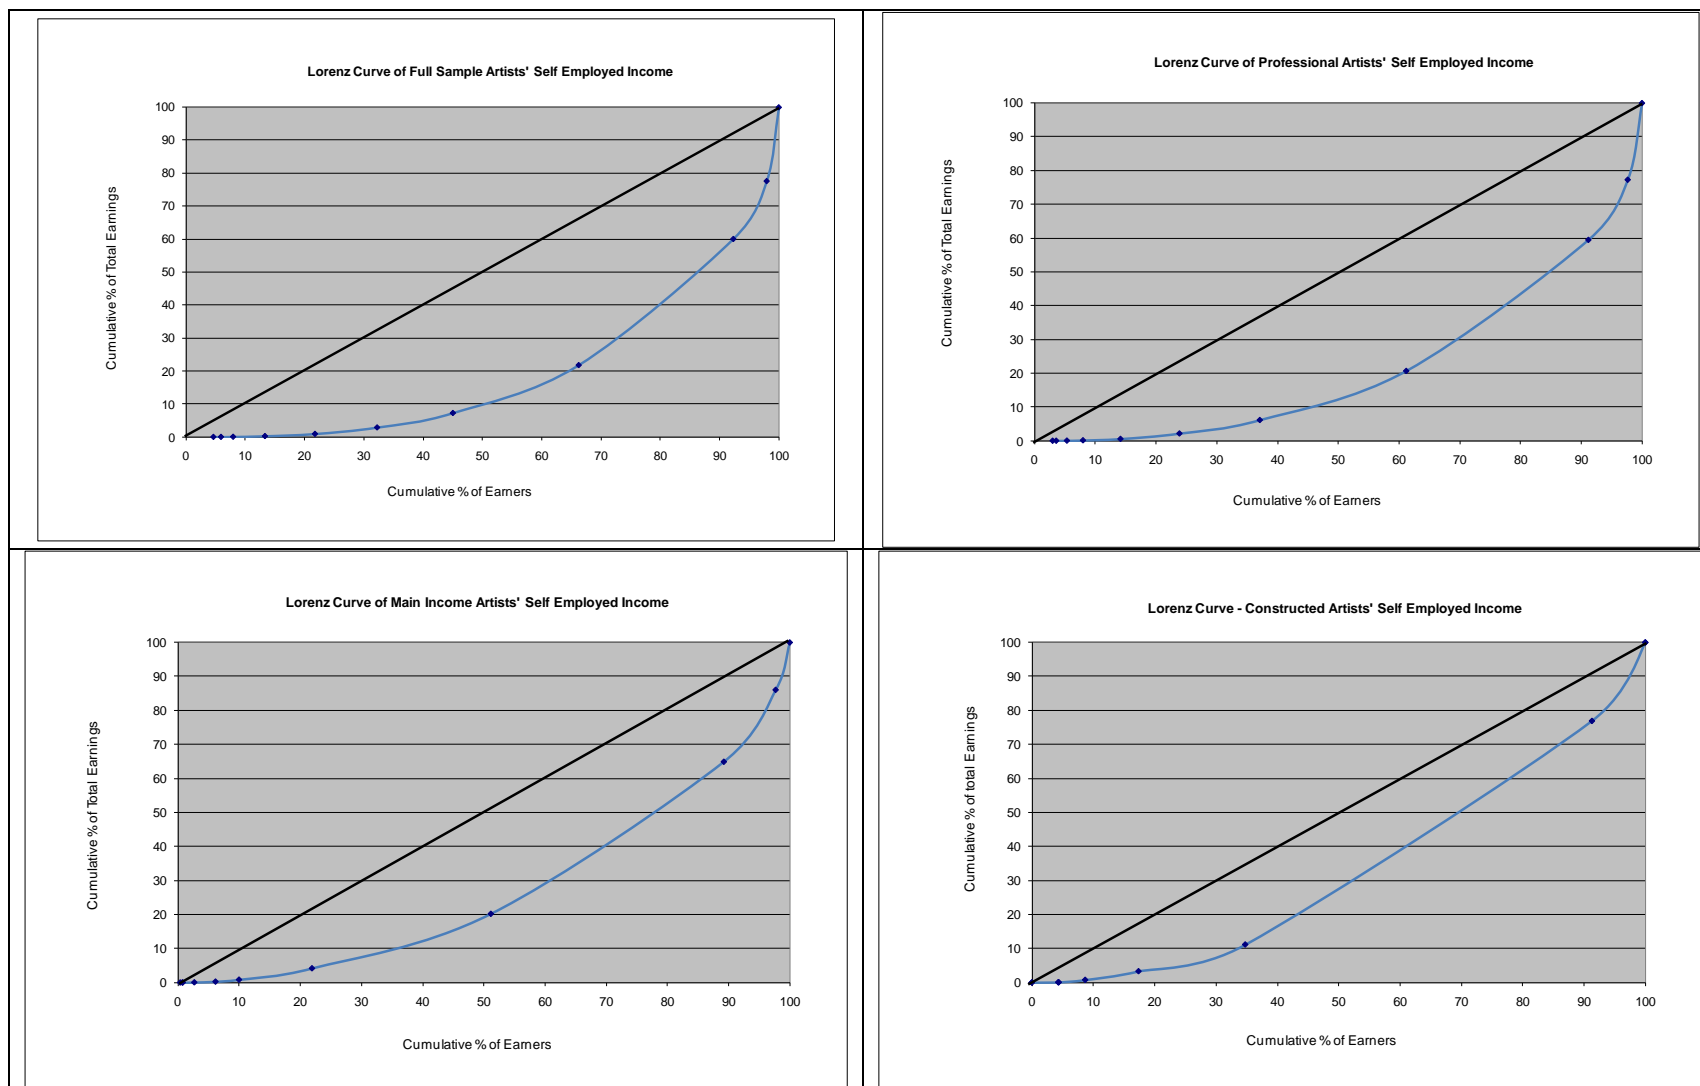 Lorenz Curve of Full Sample Artists' Self Employed Income
100
90
80
70
60
50
40
30
20
10
0
0 10 20 30 40 50 60 70 80 90 100
Cumulative % of Total Earnings
Cumulative % of Earners
Lorenz Curve of Professional Artists' Self Employed Income
100
90
80
70
60
50
40
30
20
10
0
0 10 20 30 40 50 60 70 80 90 100
Cumulative % of Total Earnings
Cumulative % of Earners
Lorenz Curve of Main Income Artists' Self Employed Income
100
90
80
70
60
50
40
30
20
10
0
0 10 20 30 40 50 60 70 80 90 100
Cumulative % of Total Earnings
Cumulative % of Earners
Lorenz Curve - Constructed Artists' Self Employed Income
100
90
80
70
60
50
40
30
20
10
0
0 10 20 30 40 50 60 70 80 90 100
Cumulative % of total Earnings
Cumulative % of Earners